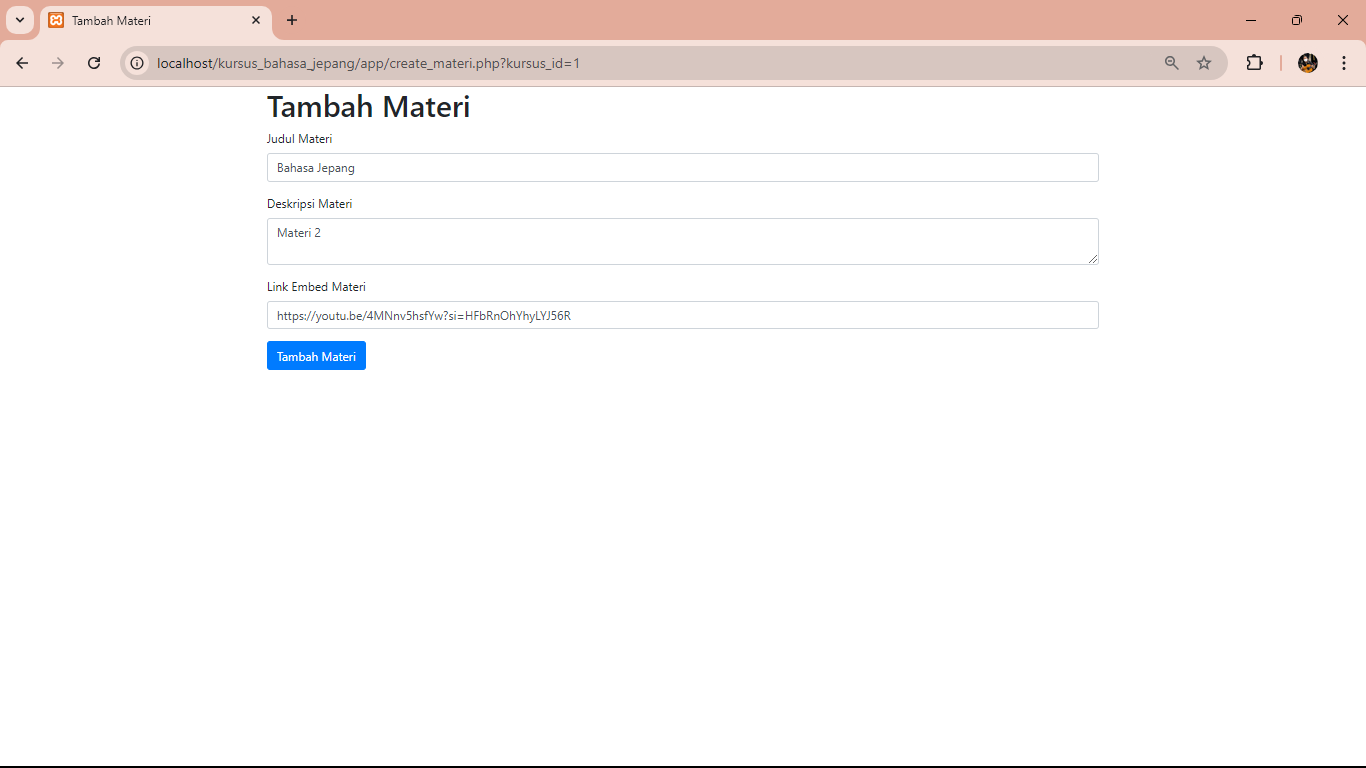 Tambah Materi
localhost/kursus_bahasa_jepang/app/create_materi.php?kursus_id=1
Tambah Materi
Judul Materi
Bahasa Jepang
Deskripsi Materi
Materi 2
Link Embed Materi
https://youtu.be/4MNnv5hsfYw?si=HFbRnOhYhyLYJ56R
Tambah Materi